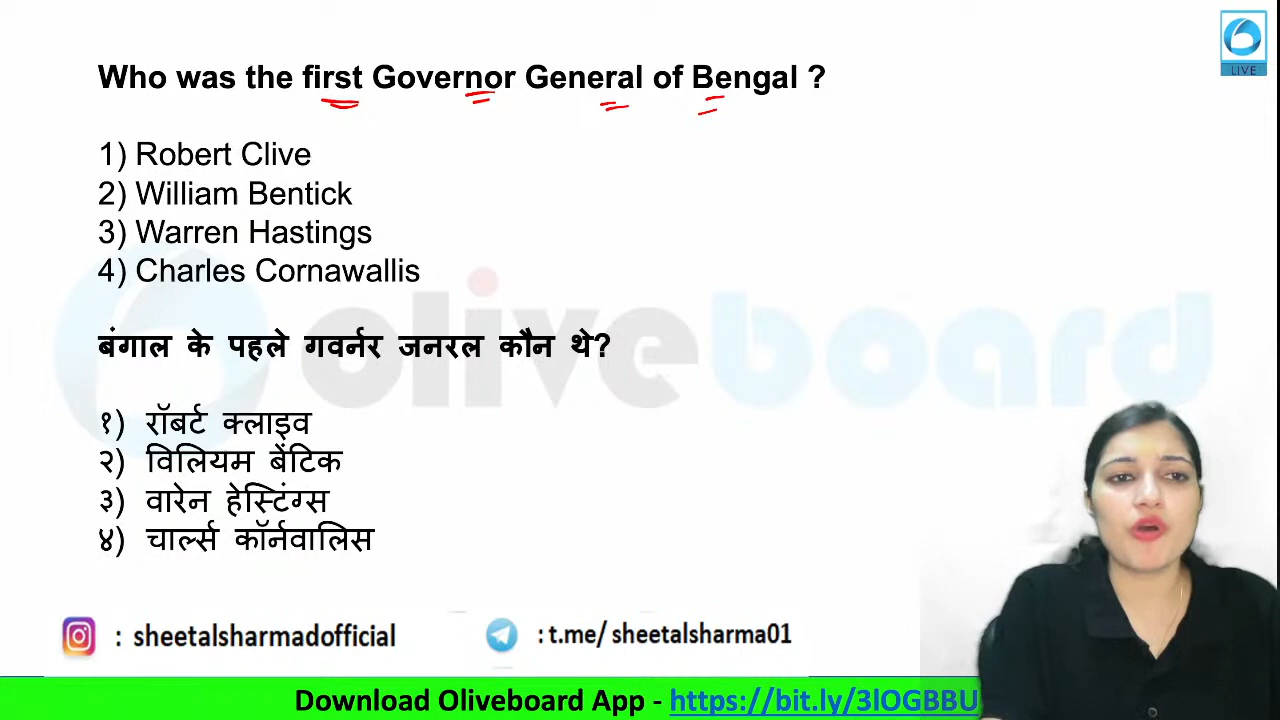 LIVE
Who was the first Governor General of Bengal ?
1) Robert Clive
2) William Bentick
3) Warren Hastings
4) Charles Cornawallis
oliveboard
बंगाल के पहले गवर्नर जनरल कौन थे?
१) रॉबर्ट क्लाइव
२) विलियम बेंटिक
३) वारेन हेस्टिंग्स
४) चार्ल्स कॉर्नवालिस
: sheetalsharmadofficial
: t.me/ sheetalsharma01
Download Oliveboard App - https://bit.ly/3lOGBBU